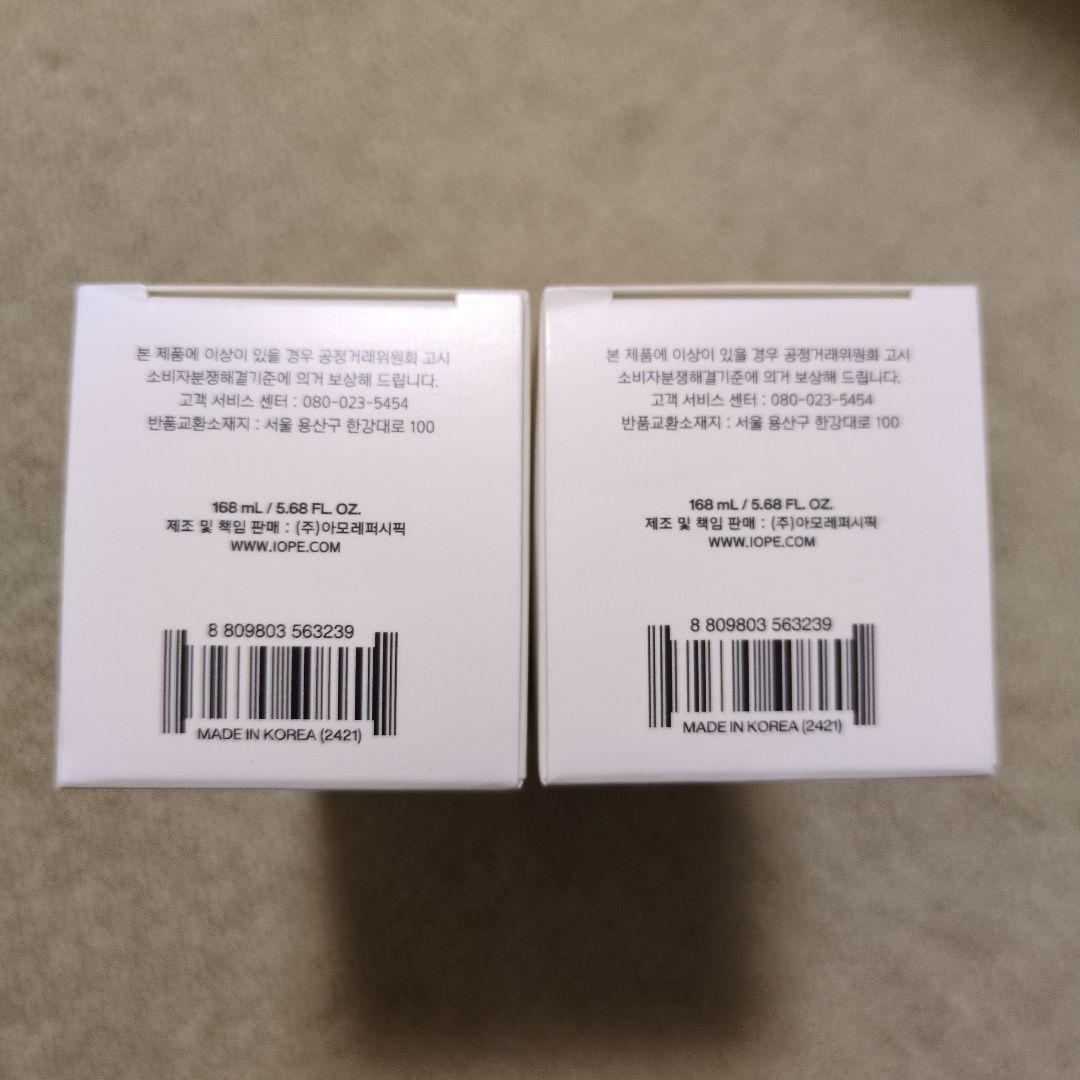 본 제품에 이상이 있을 경우 공정거래위원회 고시
소비자분쟁해결기준에 의거 보상해 드립니다.
고객 서비스 센터 : 080-023-5454
반품교환소재지 : 서울 용산구 한강대로 100
168 mL / 5.68 FL. OZ.
제조 및 책임 판매 : (주)아모레퍼시픽
WWW.IOPE.COM
8 809803 563239
MADE IN KOREA (2421)
본 제품에 이상이 있을 경우 공정거래위원회 고시
소비자분쟁해결기준에 의거 보상해 드립니다.
고객 서비스 센터 : 080-023-5454
반품교환소재지 : 서울 용산구 한강대로 100
168 mL / 5.68 FL. OZ.
제조 및 책임 판매 : (주)아모레퍼시픽
WWW.IOPE.COM
8 809803 563239
MADE IN KOREA (2421)